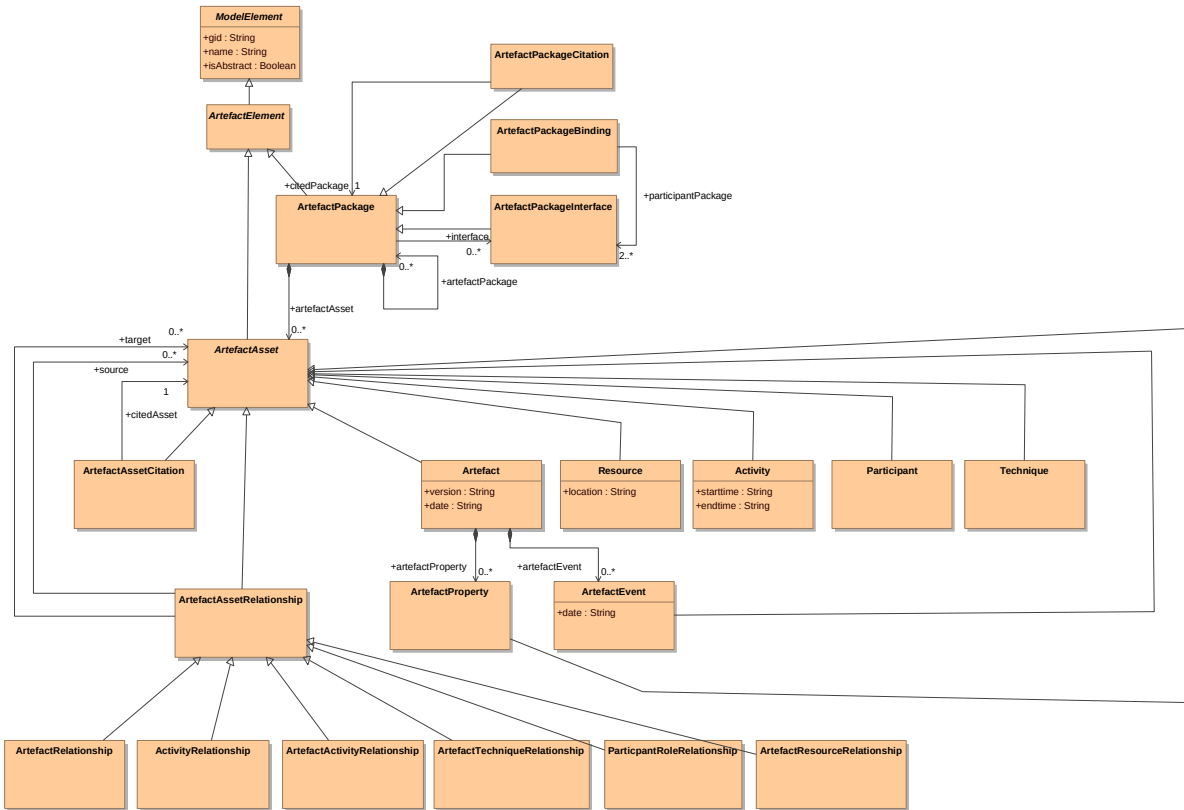 ModelElement
+gid : String
+name : String
+isAbstract : Boolean
ArtefactPackageCitation
ArtefactElement
ArtefactPackageBinding
+citedPackage
1
+participantPackage
ArtefactPackage
ArtefactPackageInterface
+interface
0..*
2..*
0..*
+artefactPackage
+artefactAsset
0..*
0..*
+target
ArtefactAsset
0..*
+source
1
+citedAsset
ArtefactAssetCitation
Artefact
+version : String
+date : String
Resource
+location : String
Activity
+starttime : String
+endtime : String
Participant
Technique
+artefactProperty
0..*
+artefactEvent
0..*
ArtefactProperty
ArtefactEvent
+date : String
ArtefactAssetRelationship
ArtefactRelationship
ActivityRelationship
ArtefactActivityRelationship
ArtefactTechniqueRelationship
ParticpantRoleRelationship
ArtefactResourceRelationship